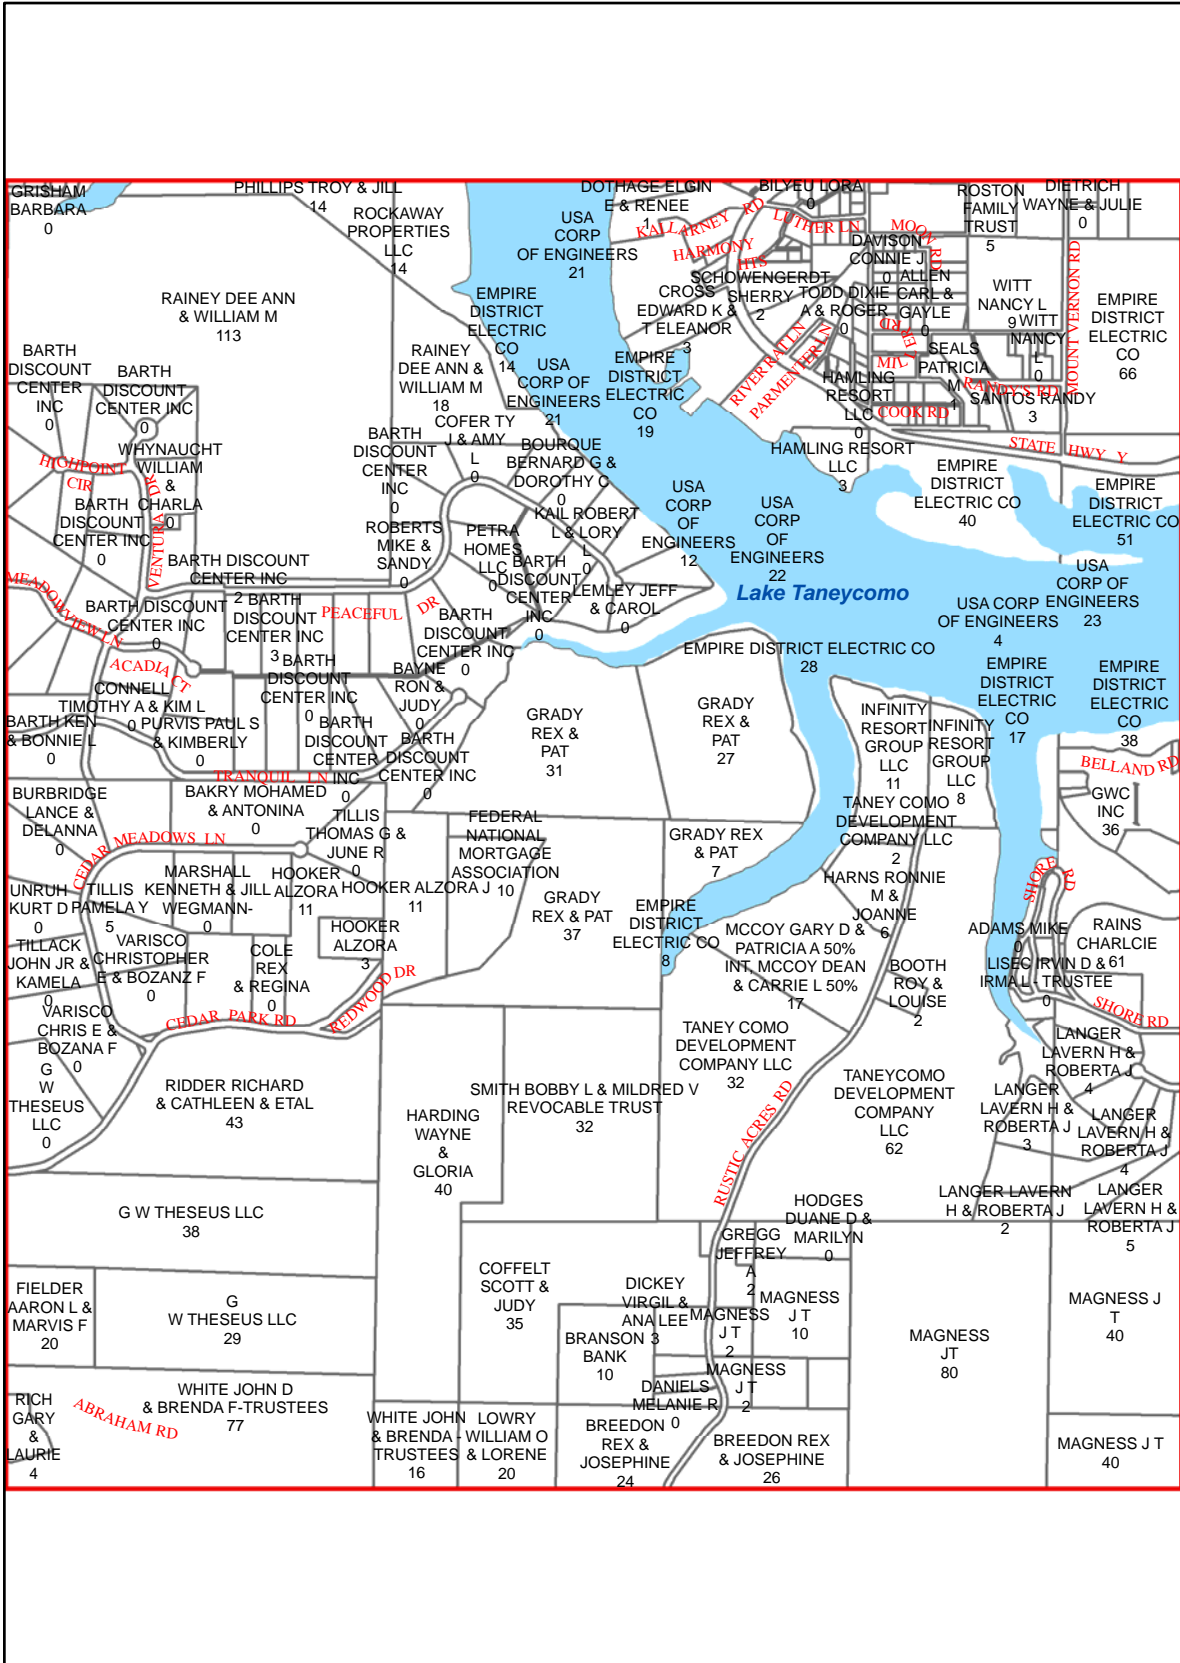 GRISHAM
BARBARA
0
PHILLIPS TROY & JILL
14
ROCKAWAY
PROPERTIES
LLC
14
USA
CORP
OF ENGINEERS
21
DOTHAGE ELGIN
E & RENEE
1
BILYEU LORA
0
KALLARNEY RD
LUTHER LN
HARMONY
HTS
MOON RD
ROSTON
FAMILY
TRUST
5
DIETRICH
WAYNE & JULIE
0
DAVISON
CONNIE J
0
ALLEN
CARL &
GAYLE
0
SCHOWENGERDT
SHERRY
2
CROSS
EDWARD K &
T ELEANOR
3
TODD DIXIE
A & ROGER
0
WITT
NANCY L
9
WITT
NANCY
L
0
MOUNT VERNON RD
EMPIRE
DISTRICT
ELECTRIC
CO
66
RAINEY DEE ANN
& WILLIAM M
113
EMPIRE
DISTRICT
ELECTRIC
CO
14
RAINEY
DEE ANN &
WILLIAM M
18
USA
CORP OF
ENGINEERS
21
EMPIRE
DISTRICT
ELECTRIC
CO
19
RIVER RAT LN
PARMENTER LN
MILLER RD
SEALS
PATRICIA
M
1
RANDY'S RD
SANTOS RANDY
3
HAMLING
RESORT
LLC
0
COOK RD
STATE HWY Y
HAMLING RESORT
LLC
3
BARTH
DISCOUNT
CENTER
INC
0
BARTH
DISCOUNT
CENTER INC
0
WHYNAUCHT
WILLIAM
&
CHARLA
0
HIGHPOINT
CIR
VENTURA DR
BARTH
DISCOUNT
CENTER INC
0
BARTH
DISCOUNT
CENTER
INC
0
COFER TY
J & AMY
L
0
BOURQUE
BERNARD G &
DOROTHY C
0
KAIL ROBERT
L & LORY
L
0
USA
CORP
OF
ENGINEERS
12
USA
CORP
OF
ENGINEERS
22
EMPIRE
DISTRICT
ELECTRIC CO
40
EMPIRE
DISTRICT
ELECTRIC CO
51
ROBERTS
MIKE &
SANDY
0
PETRA
HOMES
LLC
0
BARTH
DISCOUNT
CENTER
INC
0
LEMLEY JEFF
& CAROL
0
Lake Taneycomo
USA
CORP OF
ENGINEERS
23
USA CORP
OF ENGINEERS
4
BARTH DISCOUNT
CENTER INC
2
MEADOWVIEW LN
BARTH DISCOUNT
CENTER INC
0
BARTH
DISCOUNT
CENTER INC
3
PEACEFUL DR
BARTH
DISCOUNT
CENTER INC
0
EMPIRE DISTRICT ELECTRIC CO
28
ACADIA CT
BARTH
DISCOUNT
CENTER INC
0
BAYNE
RON &
JUDY
0
CONNELL
TIMOTHY A & KIM L
0
PURVIS PAUL S
& KIMBERLY
0
BARTH KEN
& BONNIE L
0
BARTH
DISCOUNT
CENTER
INC
0
BARTH
DISCOUNT
CENTER INC
0
TRANQUIL LN
GRADY
REX &
PAT
31
GRADY
REX &
PAT
27
INFINITY
RESORT
GROUP
LLC
11
INFINITY
RESORT
GROUP
LLC
8
EMPIRE
DISTRICT
ELECTRIC
CO
17
EMPIRE
DISTRICT
ELECTRIC
CO
38
BELLAND RD
GWC
INC
36
BURBRIDGE
LANCE &
DELANNA
0
BAKRY MOHAMED
& ANTONINA
0
CEDAR MEADOWS LN
TILLIS
THOMAS G &
JUNE R
0
FEDERAL
NATIONAL
MORTGAGE
ASSOCIATION
10
GRADY REX
& PAT
7
TANEY COMO
DEVELOPMENT
COMPANY LLC
2
HARNS RONNIE
M &
JOANNE
6
SHORE RD
UNRUH
KURT D
0
TILLIS
PAMELA Y
5
MARSHALL
KENNETH & JILL
WEGMANN-
0
HOOKER
ALZORA
11
HOOKER ALZORA J
11
GRADY
REX & PAT
37
EMPIRE
DISTRICT
ELECTRIC CO
8
TILLACK
JOHN JR &
KAMELA
0
VARISCO
CHRISTOPHER
E & BOZANZ F
0
COLE
REX
& REGINA
0
HOOKER
ALZORA
3
REDWOOD DR
MCCOY GARY D &
PATRICIA A 50%
INT, MCCOY DEAN
& CARRIE L 50%
17
BOOTH
ROY &
LOUISE
2
ADAMS MIKE
0
LISEC IRVIN D &
IRMA L - TRUSTEE
0
RAINS
CHARLCIE
61
SHORE RD
VARISCO
CHRIS E &
BOZANA F
0
CEDAR PARK RD
G
W
THESEUS
LLC
0
RIDDER RICHARD
& CATHLEEN & ETAL
43
HARDING
WAYNE
&
GLORIA
40
SMITH BOBBY L & MILDRED V
REVOCABLE TRUST
32
TANEY COMO
DEVELOPMENT
COMPANY LLC
32
RUSTIC ACRES RD
TANEYCOMO
DEVELOPMENT
COMPANY
LLC
62
LANGER
LAVERN H &
ROBERTA J
4
LANGER
LAVERN H &
ROBERTA J
3
LANGER
LAVERN H &
ROBERTA J
4
G W THESEUS LLC
38
HODGES
DUANE D &
MARILYN
0
LANGER LAVERN
H & ROBERTA J
2
LANGER
LAVERN H &
ROBERTA J
5
GREGG
JEFFREY
A
2
FIELDER
AARON L &
MARVIS F
20
G
W THESEUS LLC
29
COFFELT
SCOTT &
JUDY
35
DICKEY
VIRGIL &
ANA LEE
3
BRANSON
BANK
10
MAGNESS
J T
2
MAGNESS
J T
10
MAGNESS
JT
80
MAGNESS J
T
40
RICH
GARY
&
LAURIE
4
ABRAHAM RD
WHITE JOHN D
& BRENDA F-TRUSTEES
77
WHITE JOHN
& BRENDA -
TRUSTEES
16
LOWRY
WILLIAM O
& LORENE
20
DANIELS
MELANIE R
0
MAGNESS
J T
2
BREEDON
REX &
JOSEPHINE
24
BREEDON REX
& JOSEPHINE
26
MAGNESS J T
40